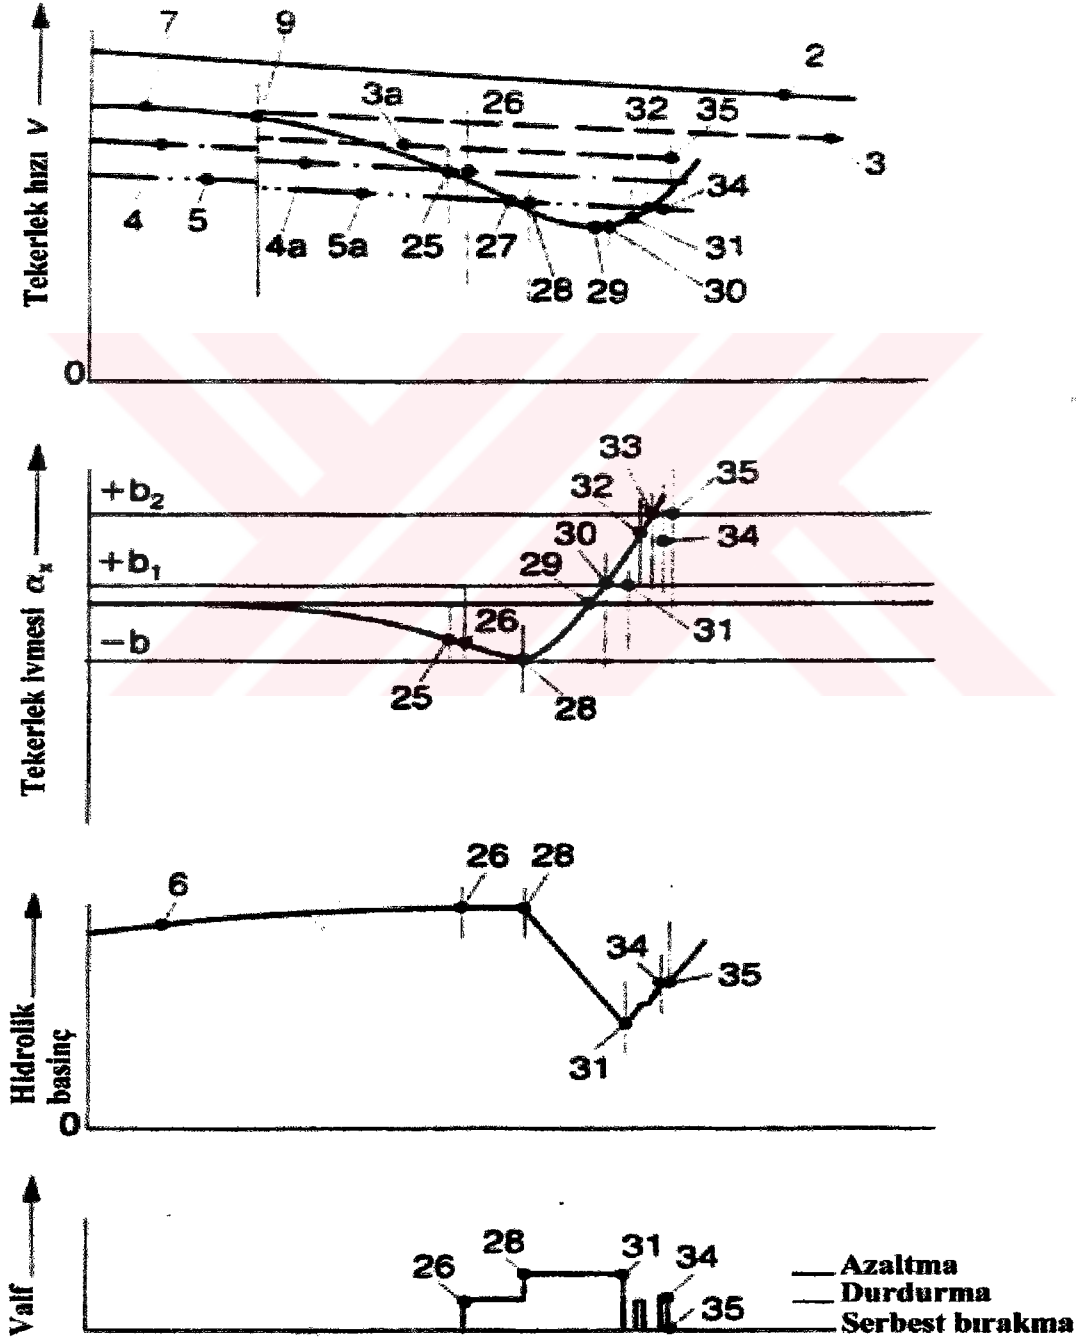 7
9
2
3a
26
32
35
3
4
5
4a
5a
25
27
34
31
28
29
30
0
Tekerlek hızı v
33
+b2
32
35
30
34
+b1
29
26
31
-b
25
28
Tekerlek ivmesi αx
26
28
6
34
35
31
Hidrolik
basinç
0
28
31
34
26
35
Valf
Azaltma
Durdurma
Serbest bırakma